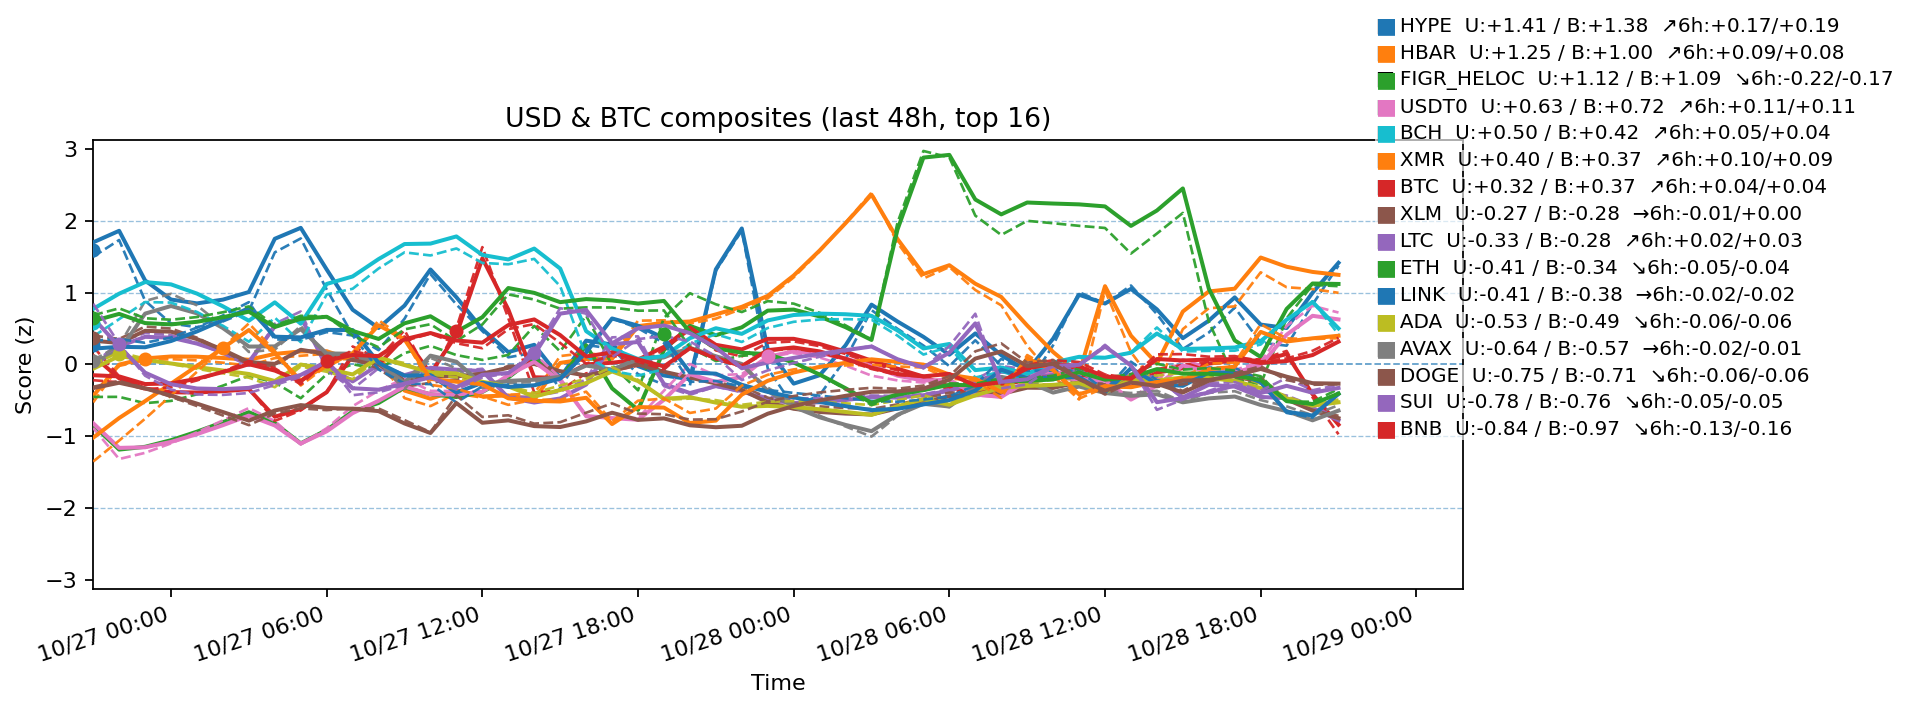 HYPE U:+1.41 / B:+1.38 ↗6h:+0.17/+0.19
HBAR U:+1.25 / B:+1.00 ↗6h:+0.09/+0.08
FIGR_HELOC U:+1.12 / B:+1.09 ↘6h:-0.22/-0.17
USDT0 U:+0.63 / B:+0.72 ↗6h:+0.11/+0.11
BCH U:+0.50 / B:+0.42 ↗6h:+0.05/+0.04
XMR U:+0.40 / B:+0.37 ↗6h:+0.10/+0.09
BTC U:+0.32 / B:+0.37 ↗6h:+0.04/+0.04
XLM U:-0.27 / B:-0.28 →6h:-0.01/+0.00
LTC U:-0.33 / B:-0.28 ↗6h:+0.02/+0.03
ETH U:-0.41 / B:-0.34 ↘6h:-0.05/-0.04
LINK U:-0.41 / B:-0.38 →6h:-0.02/-0.02
ADA U:-0.53 / B:-0.49 ↘6h:-0.06/-0.06
AVAX U:-0.64 / B:-0.57 →6h:-0.02/-0.01
DOGE U:-0.75 / B:-0.71 ↘6h:-0.06/-0.06
SUI U:-0.78 / B:-0.76 ↘6h:-0.05/-0.05
BNB U:-0.84 / B:-0.97 ↘6h:-0.13/-0.16
USD & BTC composites (last 48h, top 16)
Score (z)
3
2
1
0
−1
−2
−3
10/27 00:00
10/27 06:00
10/27 12:00
10/27 18:00
10/28 00:00
10/28 06:00
10/28 12:00
10/28 18:00
10/29 00:00
Time